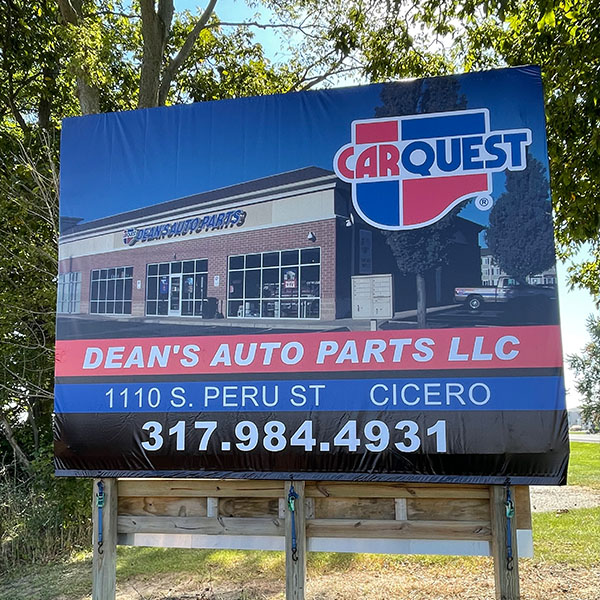 CARQUEST
®
DEAN'S AUTO PARTS
DEAN'S AUTO PARTS LLC
1110 S. PERU ST CICERO
317.984.4931